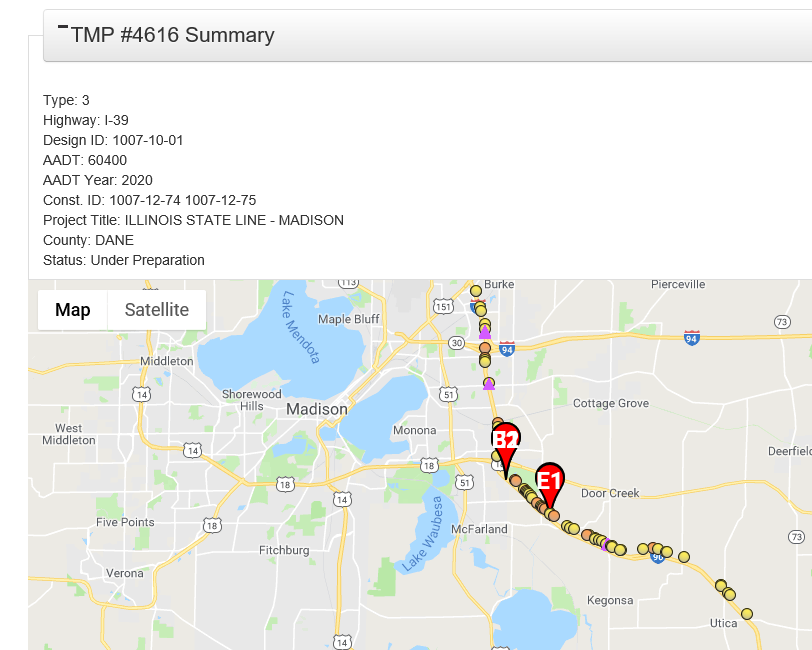 TMP #4616 Summary
Type: 3
Highway: I-39
Design ID: 1007-10-01
AADT: 60400
AADT Year: 2020
Const. ID: 1007-12-74 1007-12-75
Project Title: ILLINOIS STATE LINE - MADISON
County: DANE
Status: Under Preparation
Map
Satellite
113
Burke
Pierceville
151
Lake Mendota
Maple Bluff
73
30
94
94
Middleton
14
Shorewood
Hills
51
Madison
Cottage Grove
West
Middleton
Monona
B2
14
18
Deerfiel
18
51
E1
14
Door Creek
Five Points
18
Lake Waubesa
McFarland
73
Fitchburg
90
Verona
Kegonsa
Utica
14